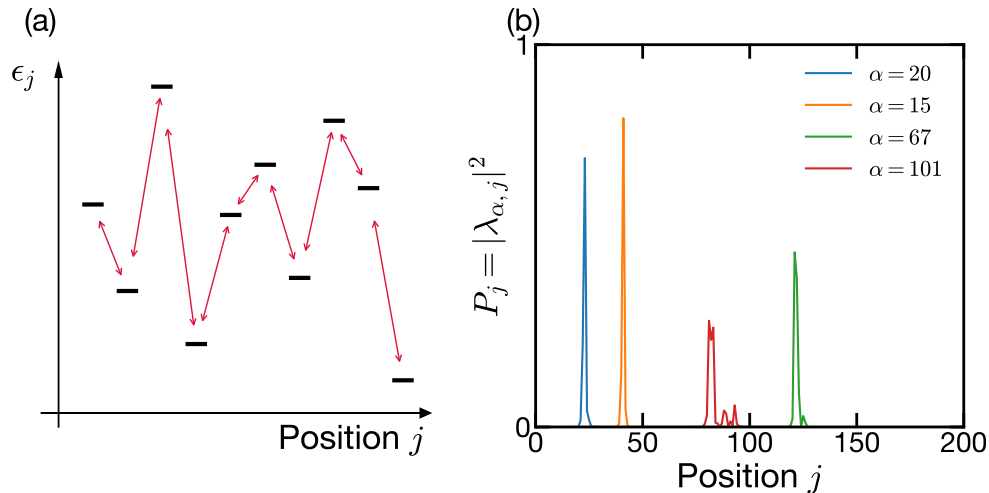 (a)
ϵ_j
Position j
(b)
P_j = |λ_{α,j}|^2
1
0
α = 20
α = 15
α = 67
α = 101
0 50 100 150 200
Position j